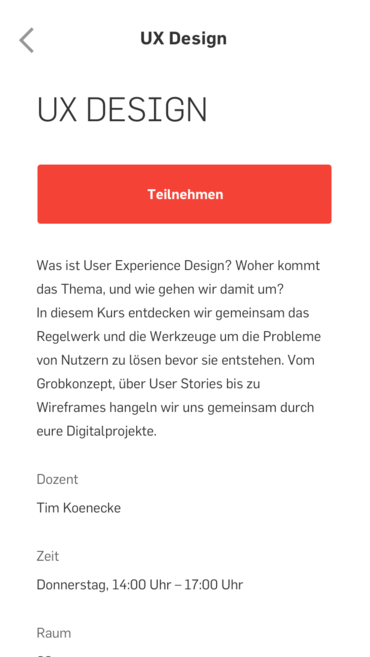 UX Design
UX DESIGN
Teilnehmen
Was ist User Experience Design? Woher kommt
das Thema, und wie gehen wir damit um?
In diesem Kurs entdecken wir gemeinsam das
Regelwerk und die Werkzeuge um die Probleme
von Nutzern zu lösen bevor sie entstehen. Vom
Grobkonzept, über User Stories bis zu
Wireframes hangeln wir uns gemeinsam durch
eure Digitalprojekte.
Dozent
Tim Koenecke
Zeit
Donnerstag, 14:00 Uhr – 17:00 Uhr
Raum